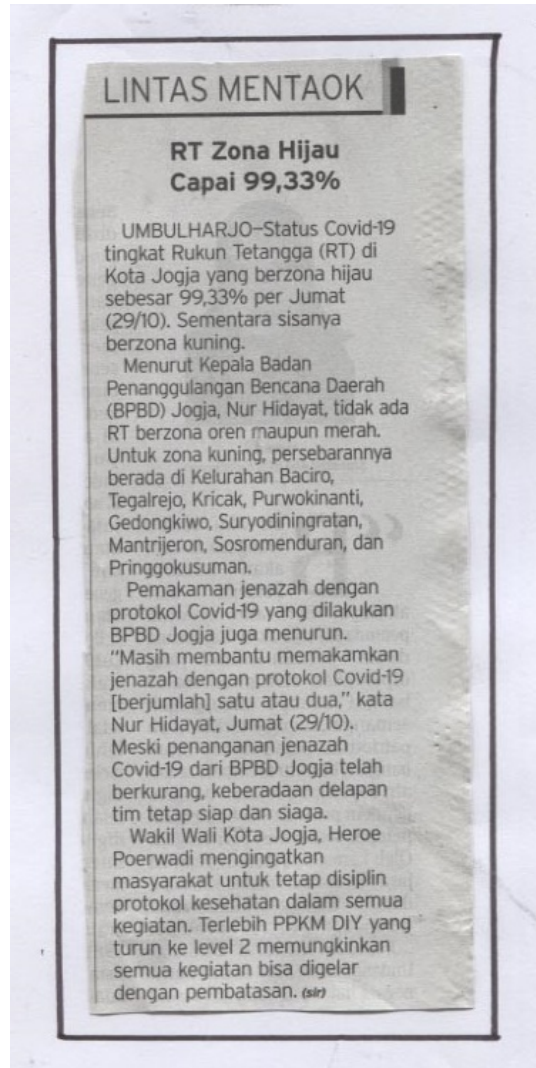 LINTAS MENTAOK
RT Zona Hijau
Capai 99,33%
UMBULHARJO–Status Covid-19
tingkat Rukun Tetangga (RT) di
Kota Jogja yang berzona hijau
sebesar 99,33% per Jumat
(29/10). Sementara sisanya
berzona kuning.
Menurut Kepala Badan
Penanggulangan Bencana Daerah
(BPBD) Jogja, Nur Hidayat, tidak ada
RT berzona oren maupun merah.
Untuk zona kuning, persebarannya
berada di Kelurahan Baciro,
Tegalrejo, Kricak, Purwokinanti,
Gedongkiwo, Suryodiningratan,
Mantrijeron, Sosromenduran, dan
Pringgokusuman.
Pemakaman jenazah dengan
protokol Covid-19 yang dilakukan
BPBD Jogja juga menurun.
“Masih membantu memakamkan
jenazah dengan protokol Covid-19
[berjumlah] satu atau dua,” kata
Nur Hidayat, Jumat (29/10).
Meski penanganan jenazah
Covid-19 dari BPBD Jogja telah
berkurang, keberadaan delapan
tim tetap siap dan siaga.
Wakil Wali Kota Jogja, Heroe
Poerwadi mengingatkan
masyarakat untuk tetap disiplin
protokol kesehatan dalam semua
kegiatan. Terlebih PPKM DIY yang
turun ke level 2 memungkinkan
semua kegiatan bisa digelar
dengan pembatasan. (sir)